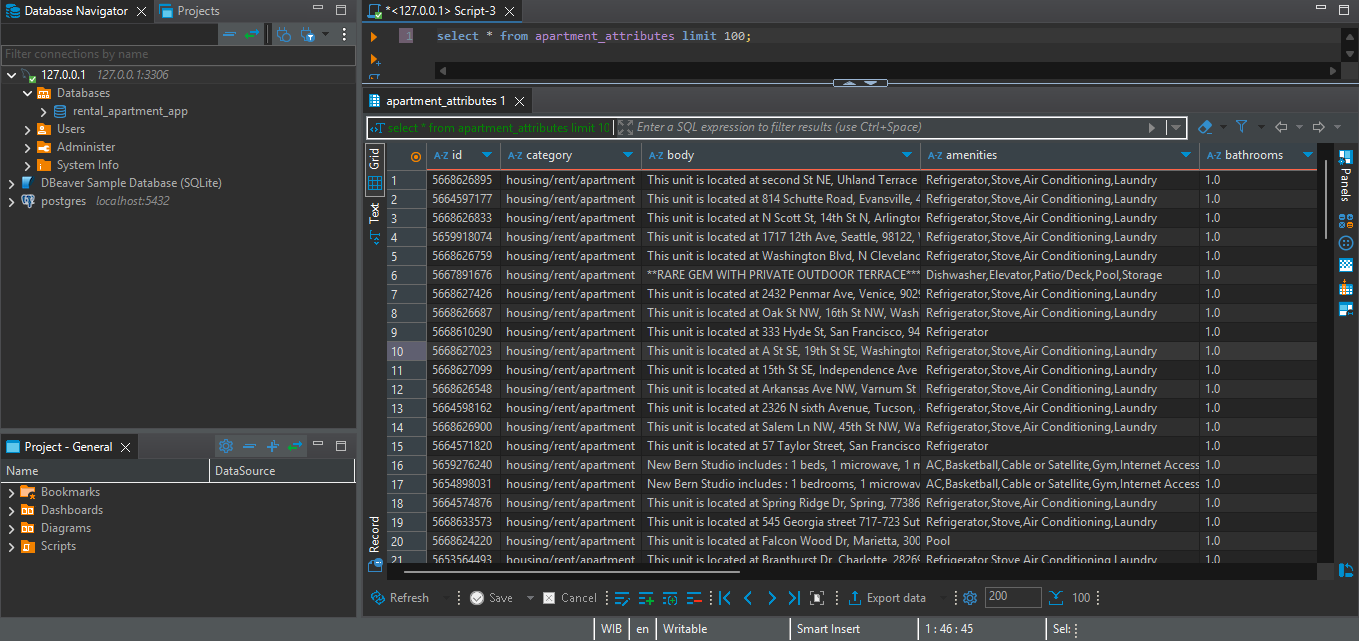 Database Navigator Projects
*<127.0.0.1> Script-3
1 select * from apartment_attributes limit 100;
Filter connections by name
127.0.0.1 127.0.0.1:3306
Databases
rental_apartment_app
Users
Administer
System Info
DBeaver Sample Database (SQLite)
postgres localhost:5432
Project - General
Name DataSource
Bookmarks
Dashboards
Diagrams
Scripts
apartment_attributes 1
select * from apartment_attributes limit 10 Enter a SQL expression to filter results (use Ctrl+Space)
Grid
Text
Record
Panels
A-Z id A-Z category A-Z body A-Z amenities A-Z bathrooms
1 5668626895 housing/rent/apartment This unit is located at second St NE, Uhland Terrace Refrigerator,Stove,Air Conditioning,Laundry 1.0
2 5664597177 housing/rent/apartment This unit is located at 814 Schutte Road, Evansville, 4 Refrigerator,Stove,Air Conditioning,Laundry 1.0
3 5668626833 housing/rent/apartment This unit is located at N Scott St, 14th St N, Arlington Refrigerator,Stove,Air Conditioning,Laundry 1.0
4 5659918074 housing/rent/apartment This unit is located at 1717 12th Ave, Seattle, 98122, Refrigerator,Stove,Air Conditioning,Laundry 1.0
5 5668626759 housing/rent/apartment This unit is located at Washington Blvd, N Cleveland Refrigerator,Stove,Air Conditioning,Laundry 1.0
6 5667891676 housing/rent/apartment **RARE GEM WITH PRIVATE OUTDOOR TERRACE*** Dishwasher,Elevator,Patio/Deck,Pool,Storage 1.0
7 5668627426 housing/rent/apartment This unit is located at 2432 Penmar Ave, Venice, 9029 Refrigerator,Stove,Air Conditioning,Laundry 1.0
8 5668626687 housing/rent/apartment This unit is located at Oak St NW, 16th St NW, Wash Refrigerator,Stove,Air Conditioning,Laundry 1.0
9 5668610290 housing/rent/apartment This unit is located at 333 Hyde St, San Francisco, 94 Refrigerator 1.0
10 5668627023 housing/rent/apartment This unit is located at A St SE, 19th St SE, Washington Refrigerator,Stove,Air Conditioning,Laundry 1.0
11 5668627099 housing/rent/apartment This unit is located at 15th St SE, Independence Ave Refrigerator,Stove,Air Conditioning,Laundry 1.0
12 5668626548 housing/rent/apartment This unit is located at Arkansas Ave NW, Varnum St Refrigerator,Stove,Air Conditioning,Laundry 1.0
13 5664598162 housing/rent/apartment This unit is located at 2326 N sixth Avenue, Tucson, Refrigerator,Stove,Air Conditioning,Laundry 1.0
14 5668626900 housing/rent/apartment This unit is located at Salem Ln NW, 45th St NW, Wa Refrigerator,Stove,Air Conditioning,Laundry 1.0
15 5664571820 housing/rent/apartment This unit is located at 57 Taylor Street, San Francisco Refrigerator 1.0
16 5659276240 housing/rent/apartment New Bern Studio includes : 1 beds, 1 microwave, 1 m AC,Basketball,Cable or Satellite,Gym,Internet Access 1.0
17 5654898031 housing/rent/apartment New Bern Studio includes : 1 bedrooms, 1 microwav AC,Basketball,Cable or Satellite,Gym,Internet Access 1.0
18 5664574876 housing/rent/apartment This unit is located at Spring Ridge Dr, Spring, 77386 Refrigerator,Stove,Air Conditioning,Laundry 1.0
19 5668633573 housing/rent/apartment This unit is located at 545 Georgia street 717-723 Sut Refrigerator,Stove,Air Conditioning,Laundry 1.0
20 5668624220 housing/rent/apartment This unit is located at Falcon Wood Dr, Marietta, 300 Pool 1.0
21 5653564493 housing/rent/apartment This unit is located at Branthurst Dr, Charlotte, 28269 Refrigerator,Stove,Air Conditioning,Laundry 1.0
Refresh Save Cancel Export data 200 100
WIB en Writable Smart Insert 1 : 46 : 45 Sel: